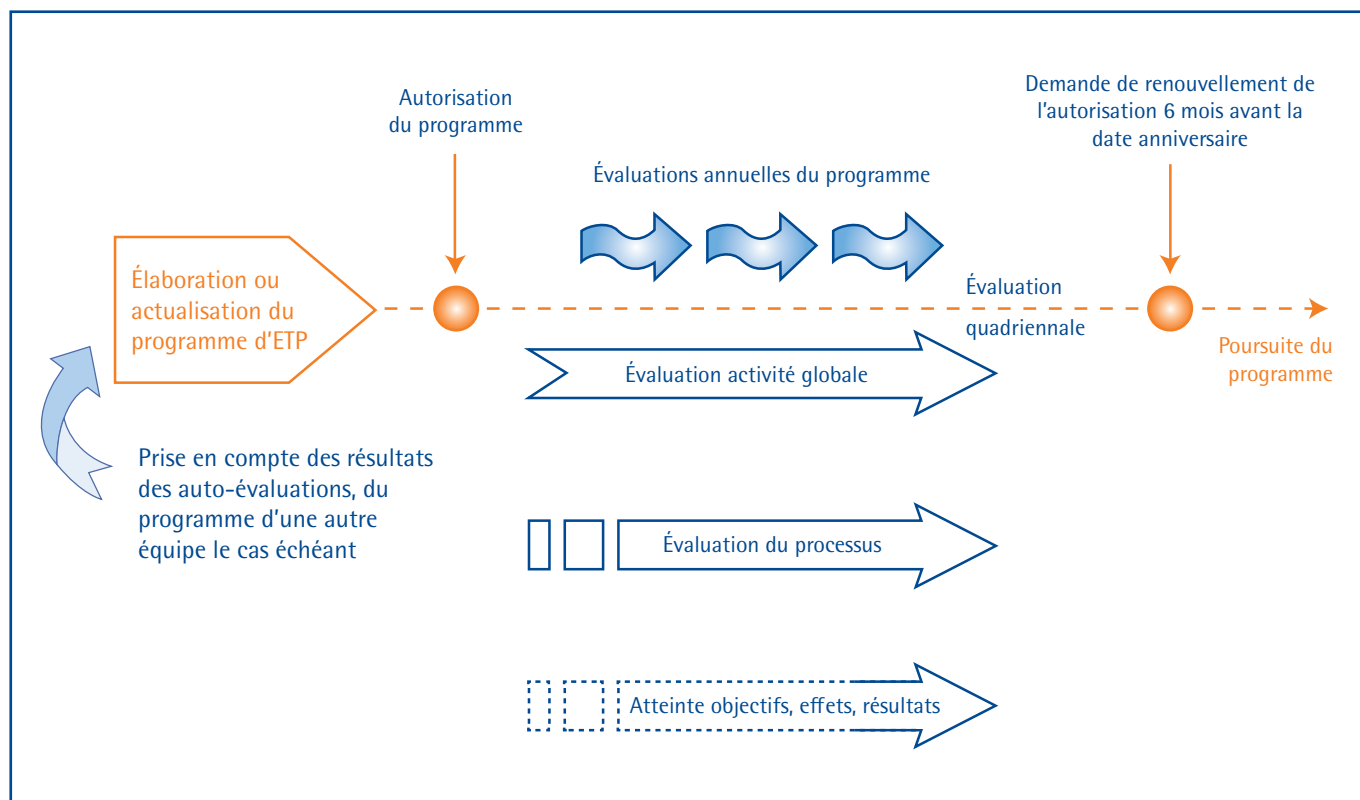 Autorisation
du programme
Demande de renouvellement de
l'autorisation 6 mois avant la
date anniversaire
Évaluations annuelles du programme
Élaboration ou
actualisation du
programme d'ETP
Évaluation
quadriennale
Poursuite du
programme
Évaluation activité globale
Prise en compte des résultats
des auto-évaluations, du
programme d'une autre
équipe le cas échéant
Évaluation du processus
Atteinte objectifs, effets, résultats